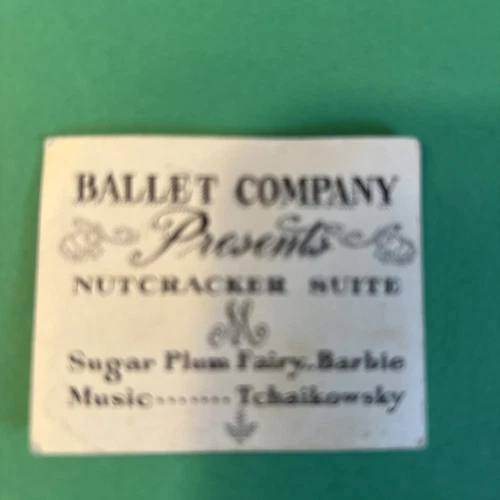 BALLET COMPANY
Presents
NUTCRACKER SUITE
Sugar Plum Fairy..Barbie
Music........Tchaikowsky